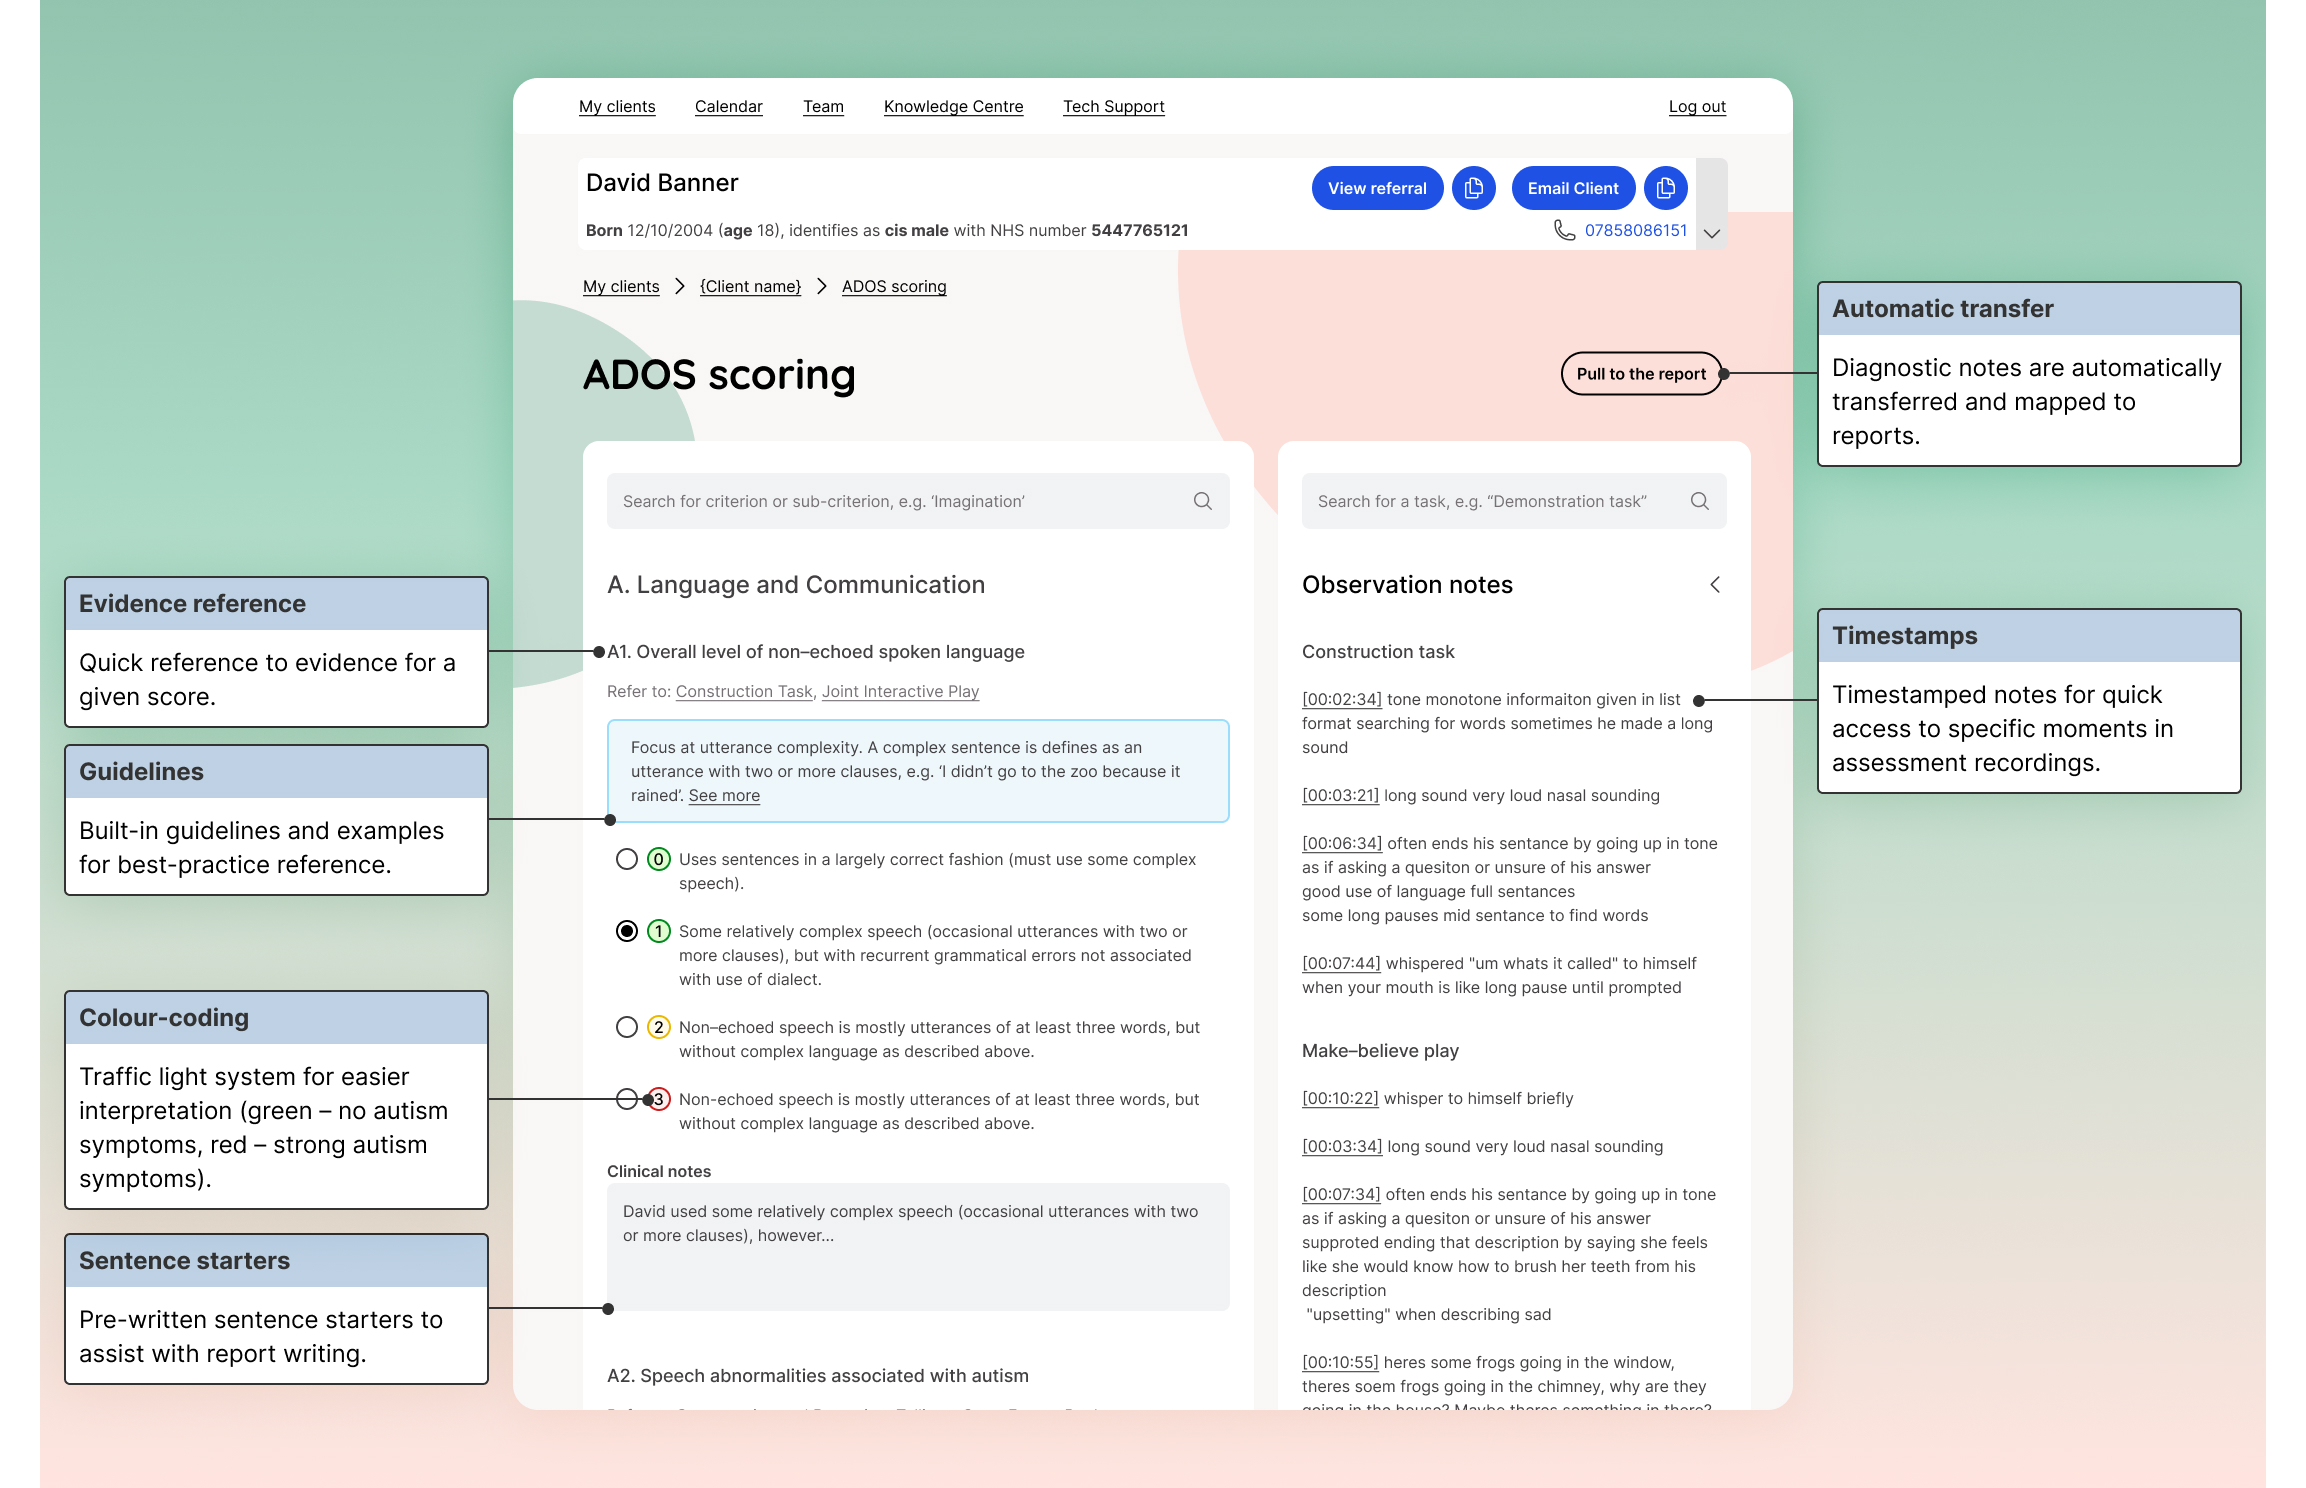 My clients
Calendar
Team
Knowledge Centre
Tech Support
Log out
David Banner
View referral
Email Client
Born 12/10/2004 (age 18), identifies as cis male with NHS number 5447765121
07858086151
My clients
{Client name}
ADOS scoring
ADOS scoring
Pull to the report
Automatic transfer
Diagnostic notes are automatically
transferred and mapped to
reports.
Search for criterion or sub-criterion, e.g. ‘Imagination’
A. Language and Communication
Evidence reference
Quick reference to evidence for a
given score.
A1. Overall level of non–echoed spoken language
Refer to: Construction Task, Joint Interactive Play
Guidelines
Built-in guidelines and examples
for best-practice reference.
Focus at utterance complexity. A complex sentence is defines as an
utterance with two or more clauses, e.g. ‘I didn’t go to the zoo because it
rained’. See more
0 Uses sentences in a largely correct fashion (must use some complex
speech).
1 Some relatively complex speech (occasional utterances with two or
more clauses), but with recurrent grammatical errors not associated
with use of dialect.
2 Non–echoed speech is mostly utterances of at least three words, but
without complex language as described above.
Colour-coding
Traffic light system for easier
interpretation (green – no autism
symptoms, red – strong autism
symptoms).
3 Non-echoed speech is mostly utterances of at least three words, but
without complex language as described above.
Clinical notes
David used some relatively complex speech (occasional utterances with two
or more clauses), however...
Sentence starters
Pre-written sentence starters to
assist with report writing.
A2. Speech abnormalities associated with autism
Search for a task, e.g. “Demonstration task”
Observation notes
Timestamps
Timestamped notes for quick
access to specific moments in
assessment recordings.
Construction task
[00:02:34] tone monotone informaiton given in list
format searching for words sometimes he made a long
sound
[00:03:21] long sound very loud nasal sounding
[00:06:34] often ends his sentence by going up in tone
as if asking a quesiton or unsure of his answer
good use of language full sentances
some long pauses mid sentance to find words
[00:07:44] whispered "um whats it called" to himself
when your mouth is like long pause until prompted
Make–believe play
[00:10:22] whisper to himself briefly
[00:03:34] long sound very loud nasal sounding
[00:07:34] often ends his sentance by going up in tone
as if asking a quesiton or unsure of his answer
supproted ending that description by saying she feels
like she would know how to brush her teeth from his
description
"upsetting" when describing sad
[00:10:55] heres some frogs going in the window,
theres soem frogs going in the chimney, why are they
going in the house? Maybe theres something in there?